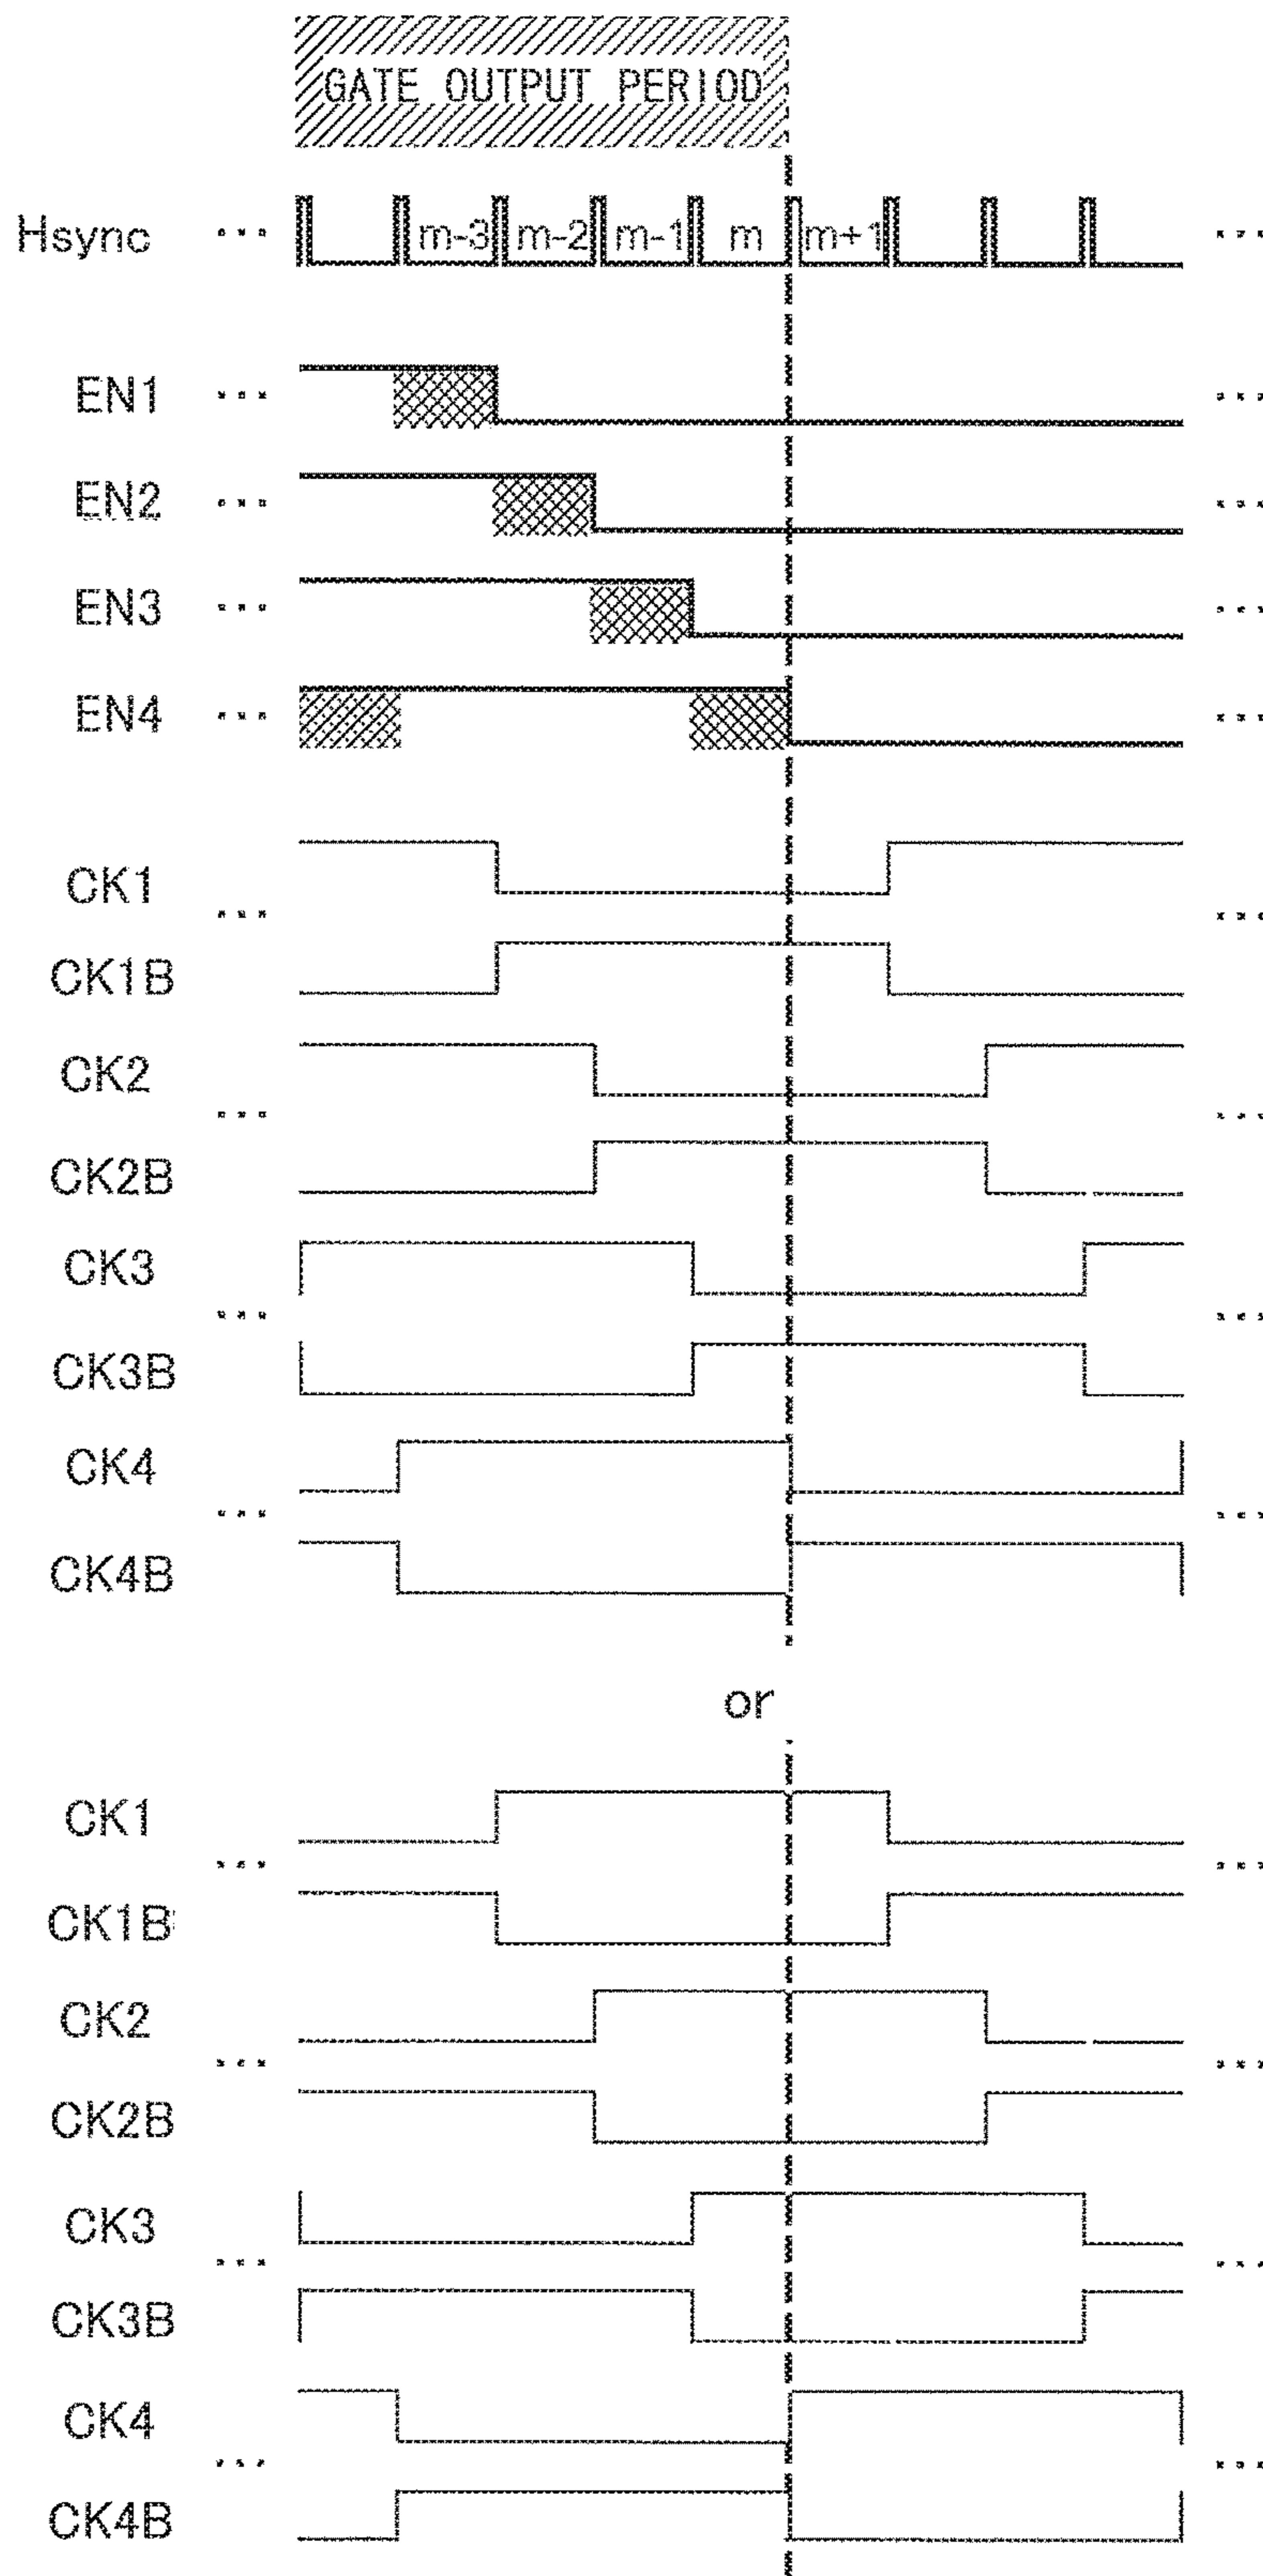 GATE OUTPUT PERIOD
Hsync ... m-3 m-2 m-1 m m+1 ...
EN1 ... ...
EN2 ... ...
EN3 ... ...
EN4 ... ...
CK1
... ...
CK1B
CK2
... ...
CK2B
CK3
... ...
CK3B
CK4
... ...
CK4B
or
CK1
... ...
CK1B
CK2
... ...
CK2B
CK3
... ...
CK3B
CK4
... ...
CK4B